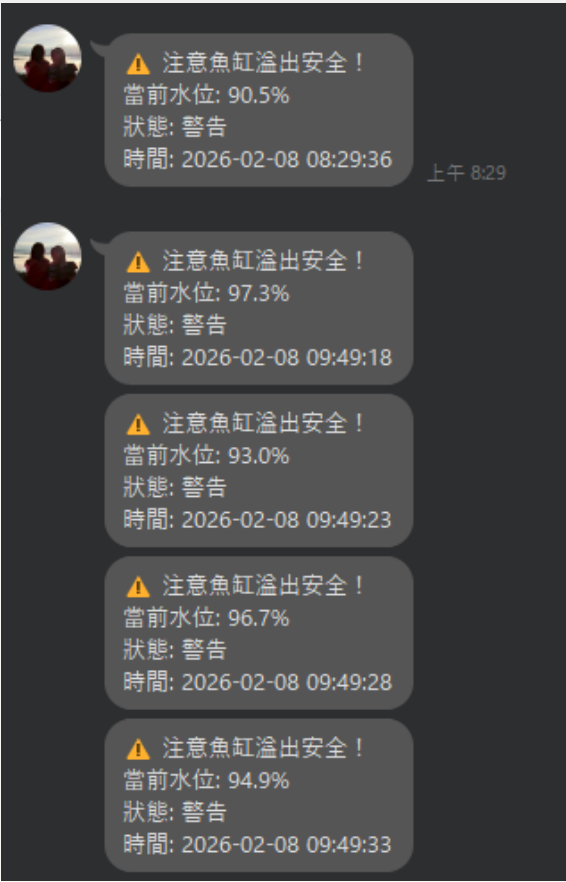 ⚠️ 注意魚缸溢出安全！
當前水位: 90.5%
狀態: 警告
時間: 2026-02-08 08:29:36
上午 8:29
⚠️ 注意魚缸溢出安全！
當前水位: 97.3%
狀態: 警告
時間: 2026-02-08 09:49:18
⚠️ 注意魚缸溢出安全！
當前水位: 93.0%
狀態: 警告
時間: 2026-02-08 09:49:23
⚠️ 注意魚缸溢出安全！
當前水位: 96.7%
狀態: 警告
時間: 2026-02-08 09:49:28
⚠️ 注意魚缸溢出安全！
當前水位: 94.9%
狀態: 警告
時間: 2026-02-08 09:49:33